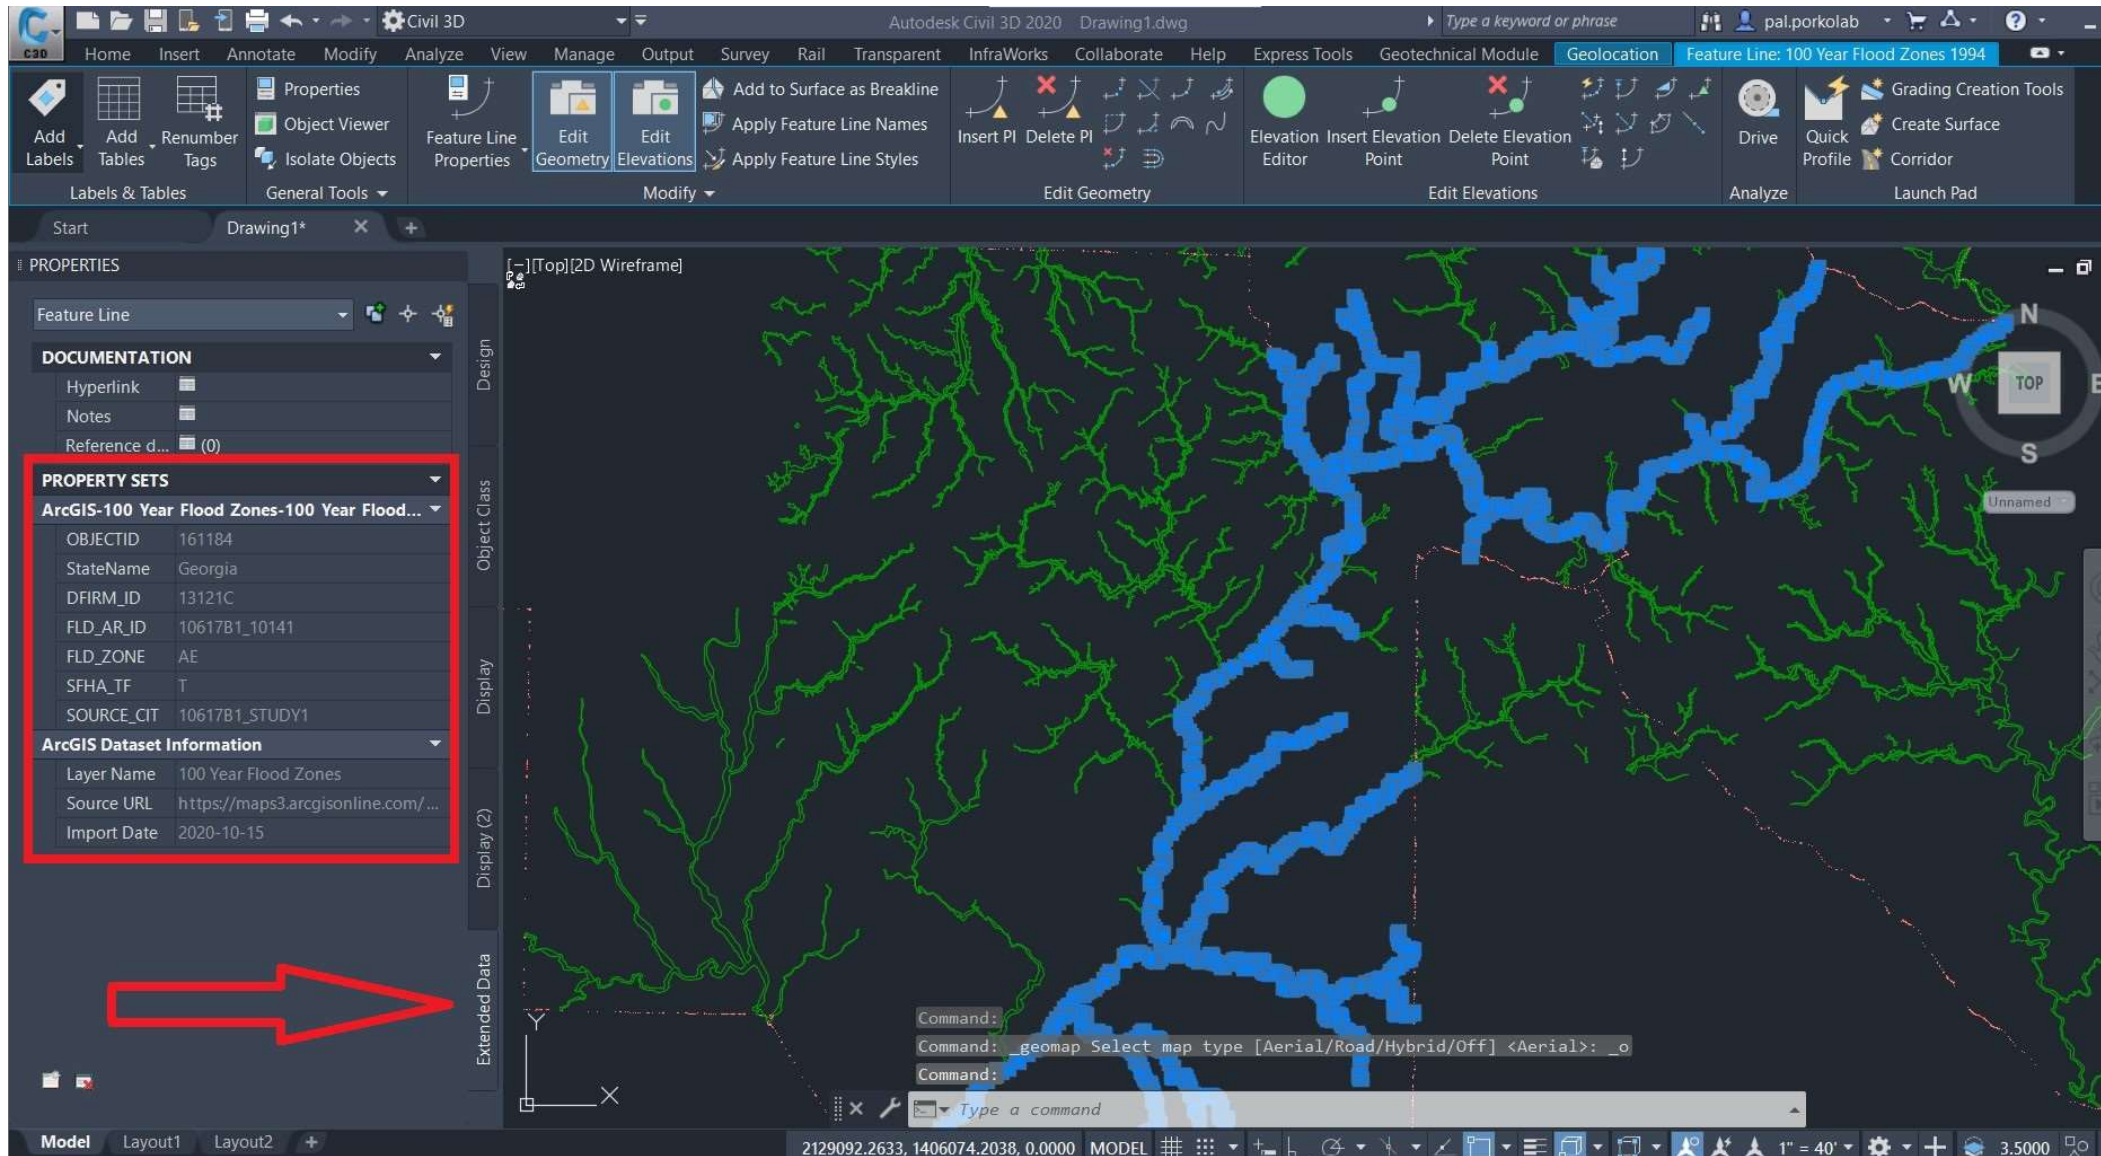 Civil 3D
Autodesk Civil 3D 2020 Drawing1.dwg
Type a keyword or phrase
pal.porkolab
?
C3D
Home Insert Annotate Modify Analyze View Manage Output Survey Rail Transparent InfraWorks Collaborate Help Express Tools Geotechnical Module Geolocation Feature Line: 100 Year Flood Zones 1994
Add Labels
Add Tables
Renumber Tags
Properties
Object Viewer
Isolate Objects
Feature Line Properties
Edit Geometry
Edit Elevations
Add to Surface as Breakline
Apply Feature Line Names
Apply Feature Line Styles
Insert PI
Delete PI
Elevation Editor
Insert Elevation Point
Delete Elevation Point
Drive
Quick Profile
Grading Creation Tools
Create Surface
Corridor
Labels & Tables General Tools Modify Edit Geometry Edit Elevations Analyze Launch Pad
Start Drawing1* +
PROPERTIES
Feature Line
DOCUMENTATION
Hyperlink
Notes
Reference d... (0)
PROPERTY SETS
ArcGIS-100 Year Flood Zones-100 Year Flood...
OBJECTID 161184
StateName Georgia
DFIRM_ID 13121C
FLD_AR_ID 10617B1_10141
FLD_ZONE AE
SFHA_TF T
SOURCE_CIT 10617B1_STUDY1
ArcGIS Dataset Information
Layer Name 100 Year Flood Zones
Source URL https://maps3.arcgisonline.com/...
Import Date 2020-10-15
Design
Object Class
Display
Display (2)
Extended Data
[-][Top][2D Wireframe]
N
W TOP E
S
Unnamed
Y
X
Command:
Command: _geomap Select map type [Aerial/Road/Hybrid/Off] <Aerial>: _o
Command:
Type a command
Model Layout1 Layout2 +
2129092.2633, 1406074.2038, 0.0000 MODEL 1" = 40' 3.5000